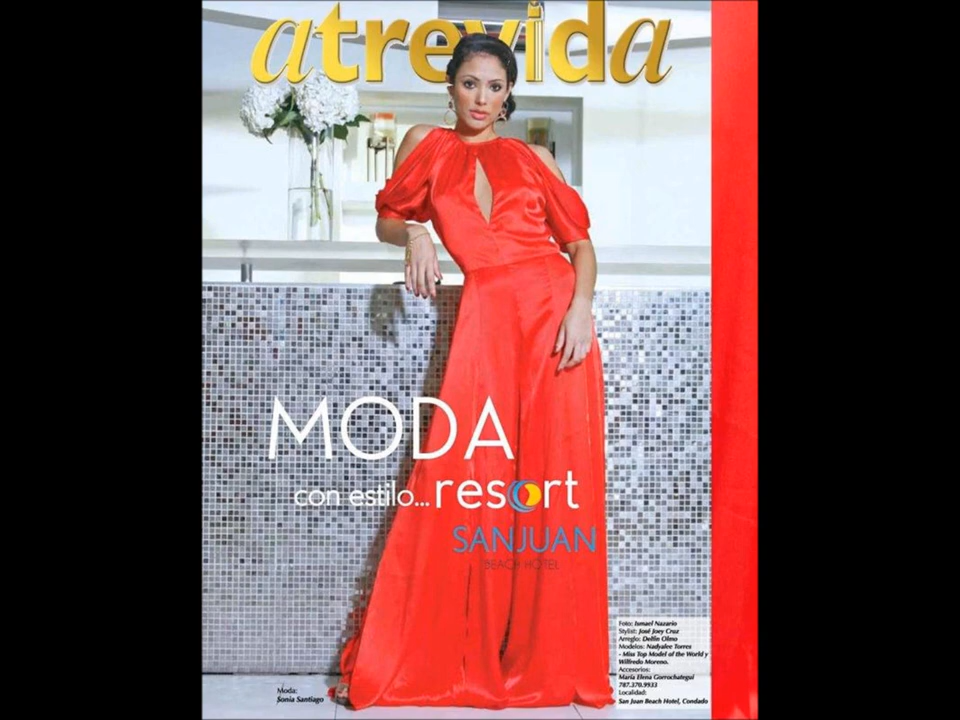 atrevida
MODA
con estilo... resort
SANJUAN
BEACH HOTEL
Foto: Ismael Nazario
Stylist: José Joey Cruz
Arreglo: Delfín Olmo
Modelos: Nadyalee Torres
- Miss Top Model of the World y
Wilfredo Moreno.
Accesorios:
María Elena Gorrochategui
787.370.9933
Localidad:
San Juan Beach Hotel, Condado
Moda:
Sonia Santiago